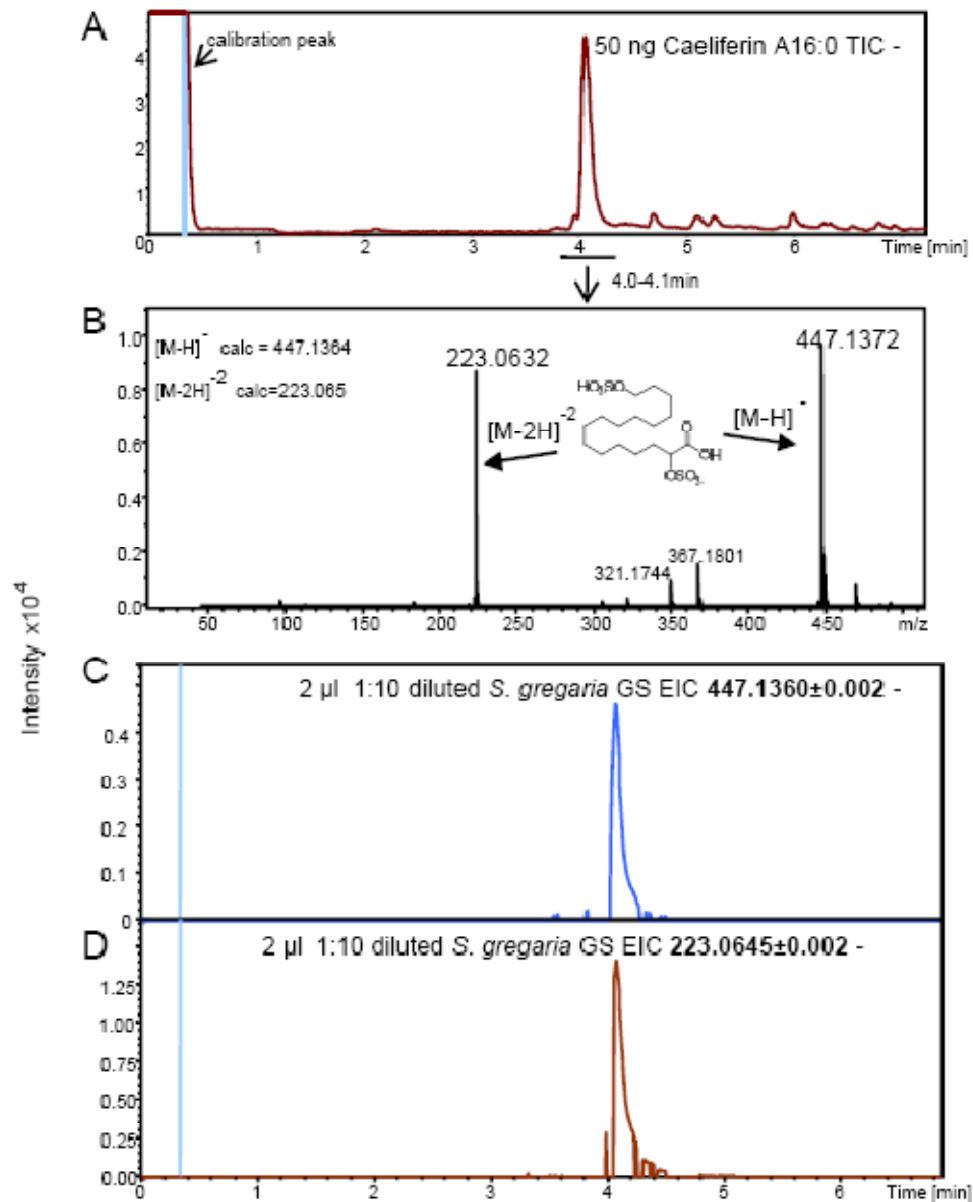 A
calibration peak
50 ng Caeliferin A16:0 TIC -
4
3
2
1
0
0 1 2 3 4 5 6 Time [min]
4.0-4.1min
B
[M-H]- calc = 447.1364
[M-2H]-2 calc=223.065
223.0632
447.1372
HO3SO
[M-2H]-2
[M-H]-
O
OH
OSO3-
1.0
0.8
0.6
0.4
0.2
0.0
321.1744
367.1801
50 100 150 200 250 300 350 400 450 m/z
Intensity x10^4
C
2 µl 1:10 diluted S. gregaria GS EIC 447.1360±0.002 -
0.4
0.3
0.2
0.1
0
D
2 µl 1:10 diluted S. gregaria GS EIC 223.0645±0.002 -
1.25
1.00
0.75
0.50
0.25
0.00
0 1 2 3 4 5 6 Time [min]